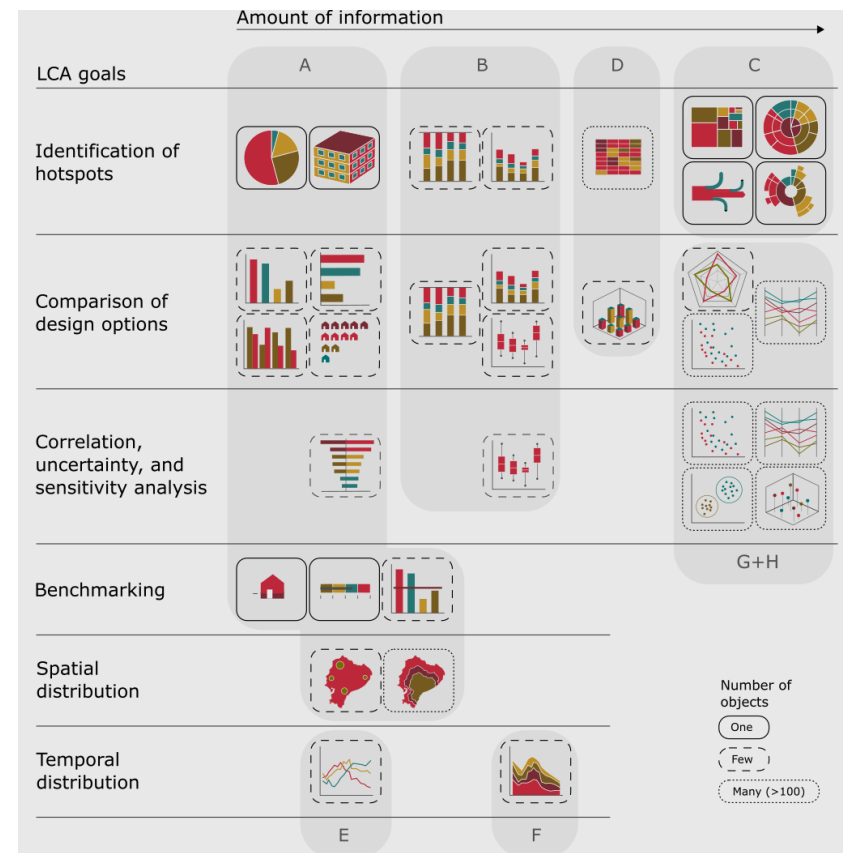 Amount of information
LCA goals
A
B
D
C
Identification of
hotspots
Comparison of
design options
Correlation,
uncertainty, and
sensitivity analysis
G+H
Benchmarking
Spatial
distribution
Number of
objects
One
Few
Many (>100)
Temporal
distribution
E
F